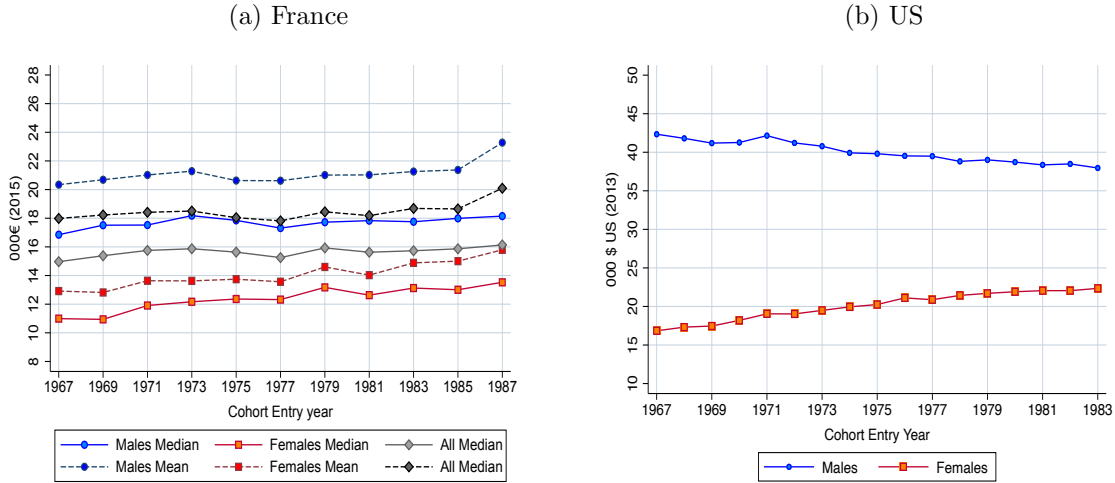 (a) France
28
26
24
22
20
18
16
14
12
10
8
000€ (2015)
1967 1969 1971 1973 1975 1977 1979 1981 1983 1985 1987
Cohort Entry year
Males Median Females Median All Median
Males Mean Females Mean All Median
(b) US
50
45
40
35
30
25
20
15
10
000 $ US (2013)
1967 1969 1971 1973 1975 1977 1979 1981 1983
Cohort Entry Year
Males Females